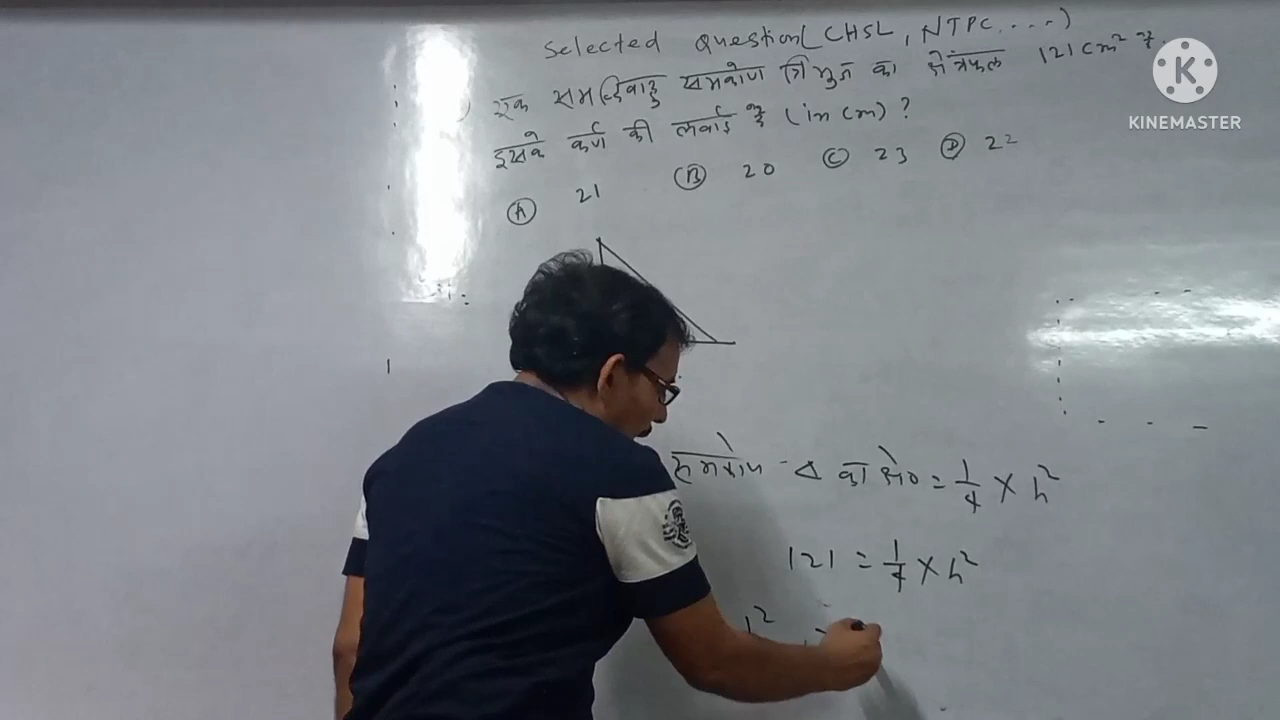 Selected Question(CHSL, NTPC, ....)
एक समद्विबाहु समकोण त्रिभुज का क्षेत्रफल 121 cm² है,
इसके कर्ण की लंबाई है (in cm) ?
Ⓐ 21 Ⓑ 20 Ⓒ 23 Ⓓ 22
KINEMASTER
समकोण Δ का क्षे० = 1/4 × h²
121 = 1/4 × h²
h²